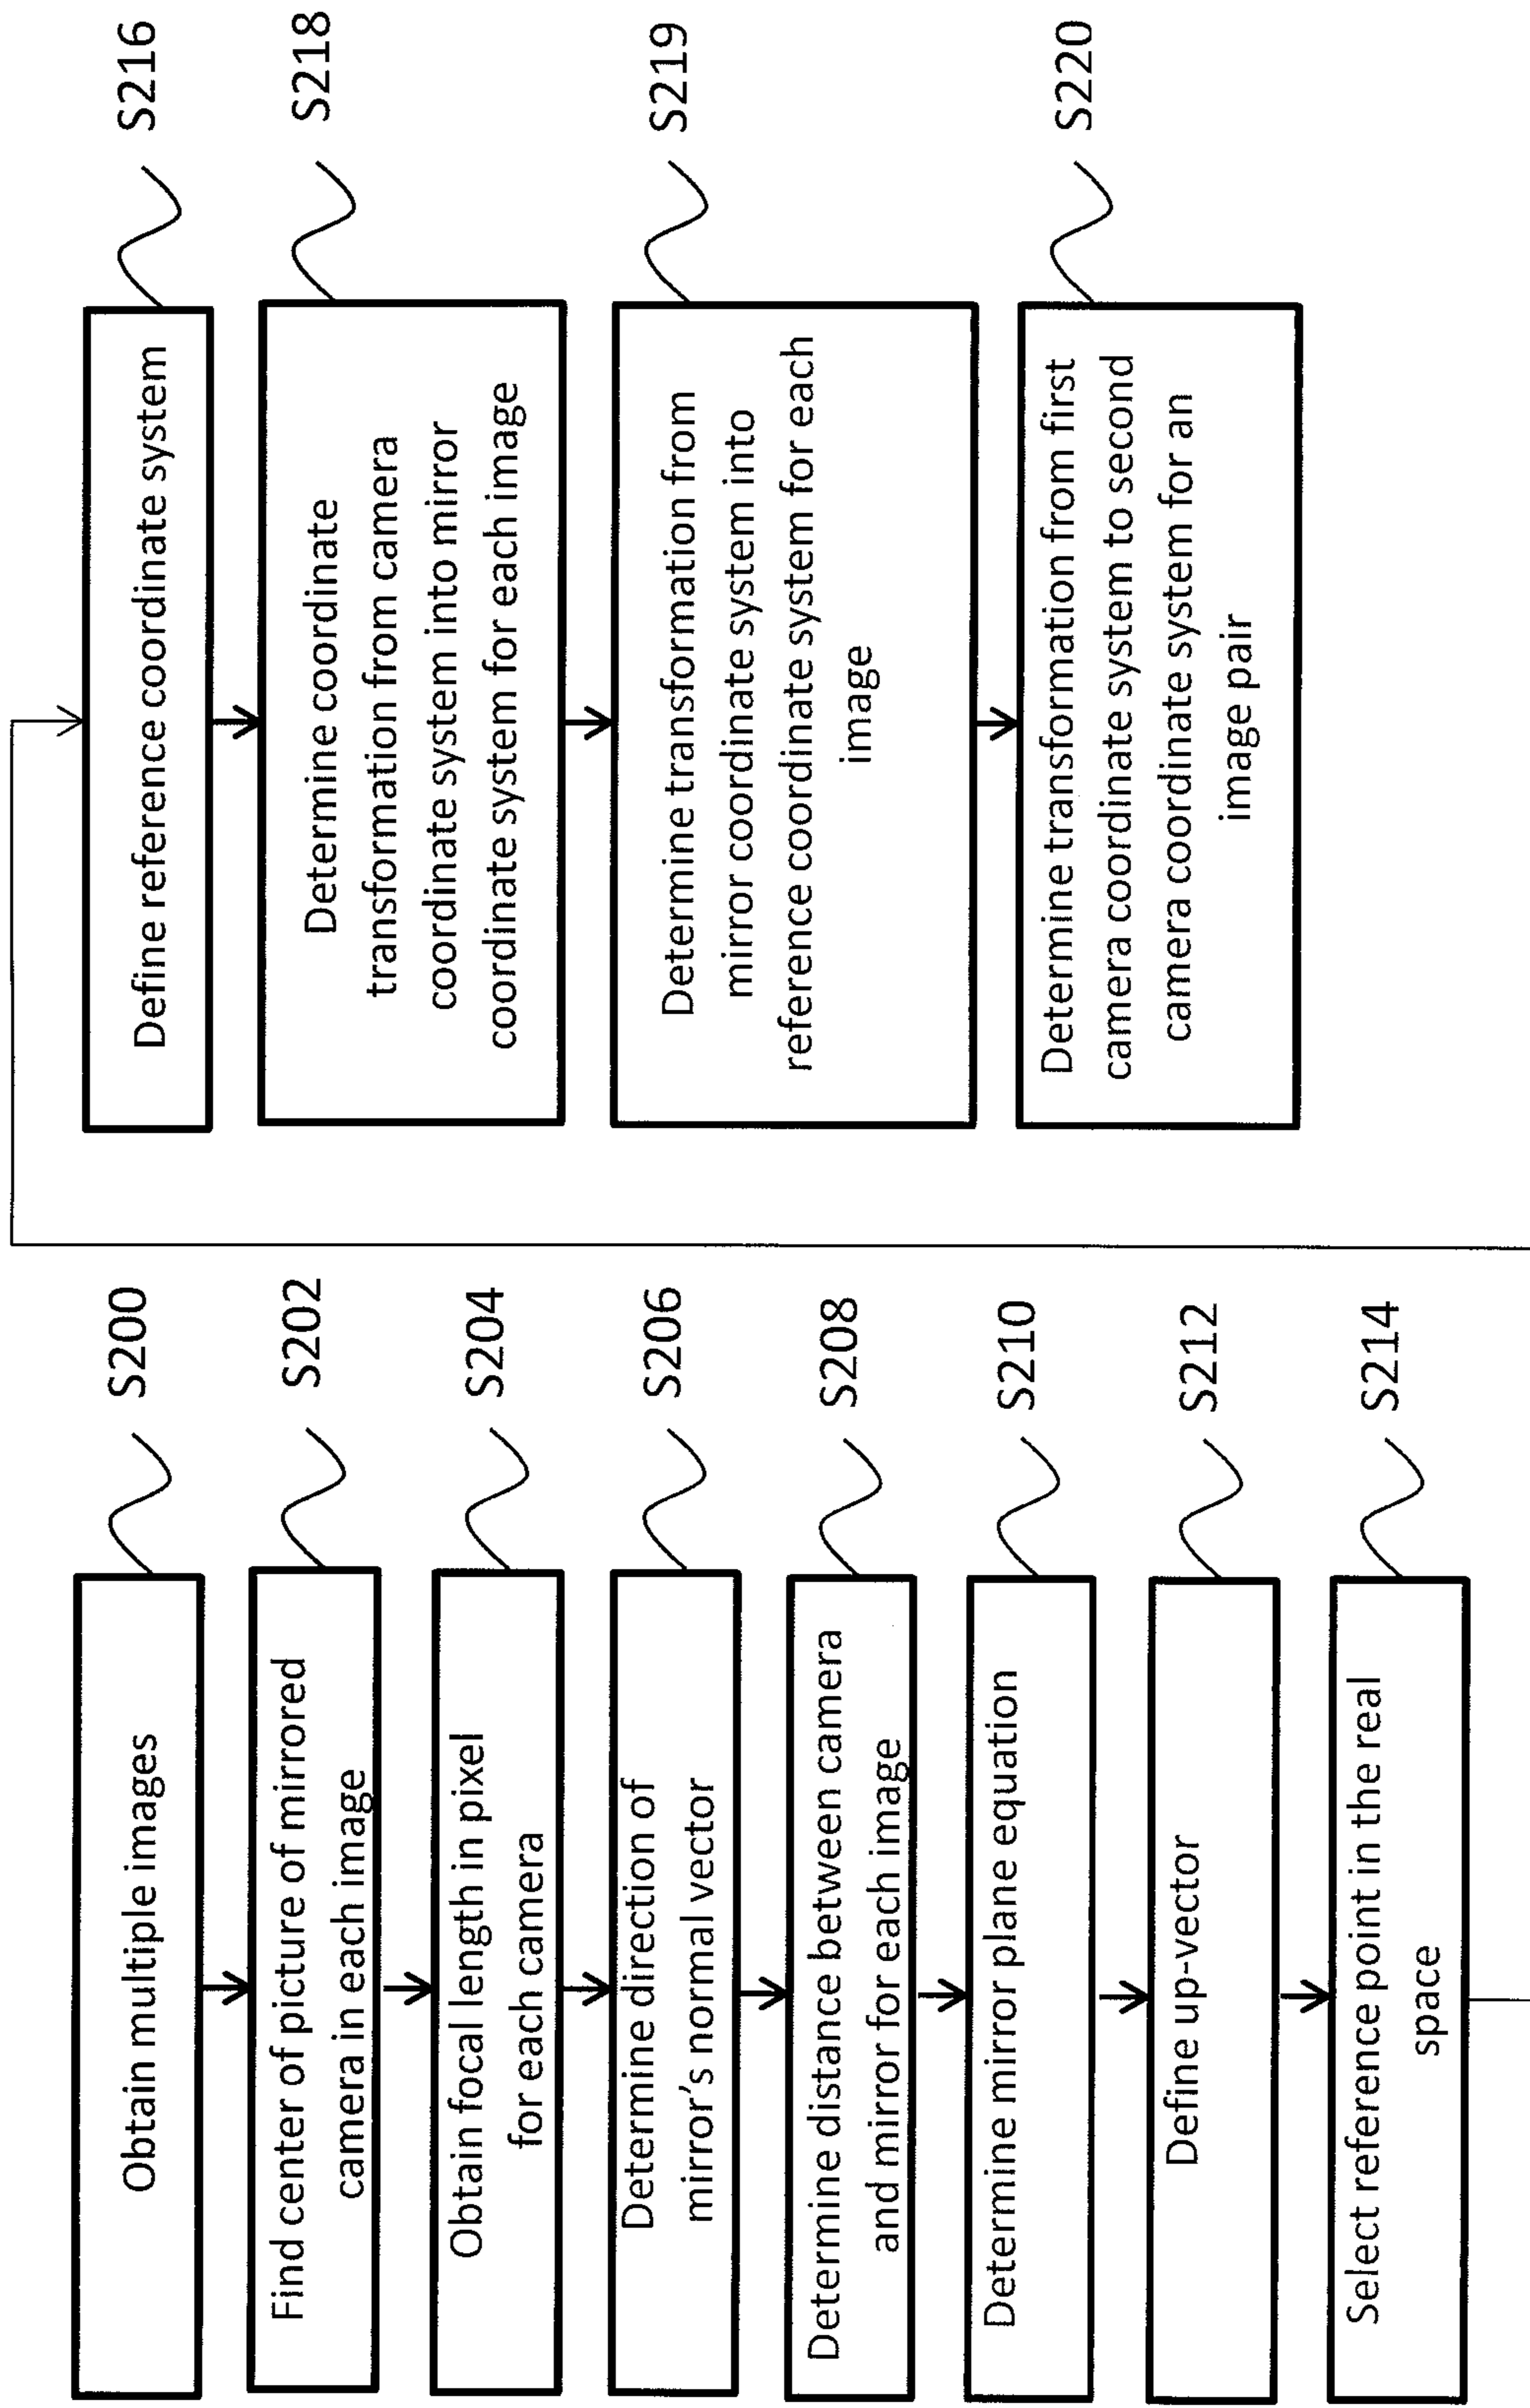 Obtain multiple images
S200
Find center of picture of mirrored
camera in each image
S202
Obtain focal length in pixel
for each camera
S204
Determine direction of
mirror's normal vector
S206
Determine distance between camera
and mirror for each image
S208
Determine mirror plane equation
S210
Define up-vector
S212
Select reference point in the real
space
S214
Define reference coordinate system
S216
Determine coordinate
transformation from camera
coordinate system into mirror
coordinate system for each image
S218
Determine transformation from
mirror coordinate system into
reference coordinate system for each
image
S219
Determine transformation from first
camera coordinate system to second
camera coordinate system for an
image pair
S220